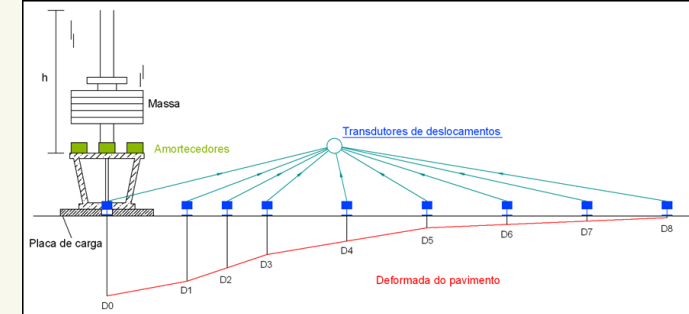 h
Massa
Transdutores de deslocamentos
Amortecedores
Placa de carga
D0
D1
D2
D3
D4
D5
D6
D7
D8
Deformada do pavimento